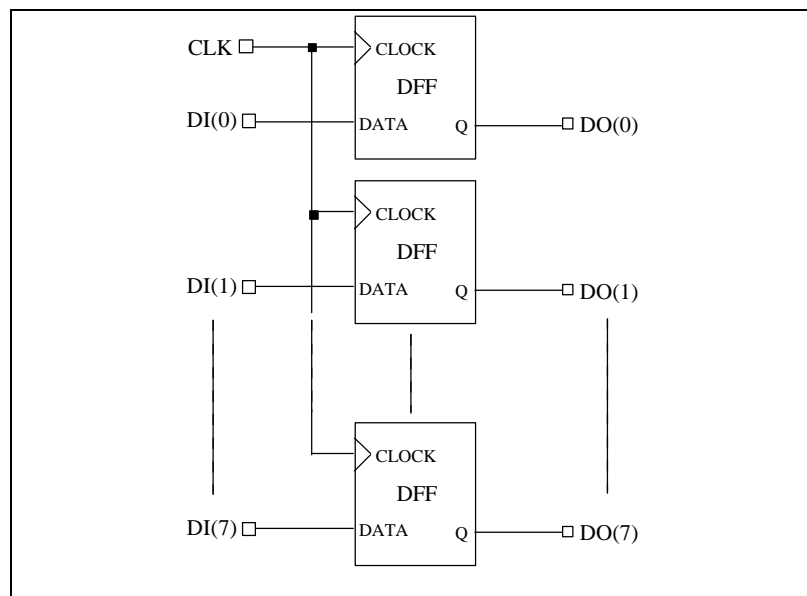 CLK
CLOCK
DFF
DI(0)
DATA
Q
DO(0)
CLOCK
DFF
DI(1)
DATA
Q
DO(1)
CLOCK
DFF
DI(7)
DATA
Q
DO(7)